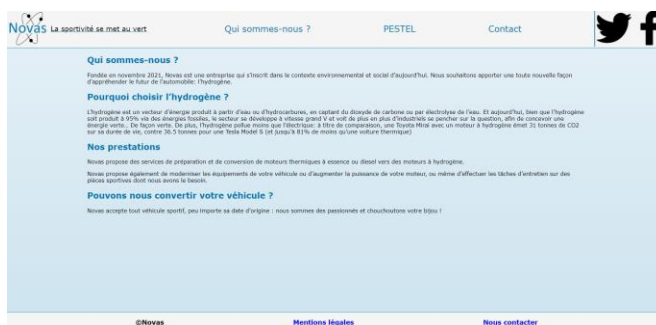 Novas La sportivité se met au vert Qui sommes-nous ? PESTEL Contact
Qui sommes-nous ?
Fondée en novembre 2021, Novas est une entreprise qui s'inscrit dans le contexte environnemental et social d'aujourd'hui. Nous souhaitons apporter une toute nouvelle façon
d'appréhender le futur de l'automobile: l'hydrogène.
Pourquoi choisir l'hydrogène ?
L'hydrogène est un vecteur d'énergie produit à partir d'eau ou d'hydrocarbures, en captant du dioxyde de carbone ou par électrolyse de l'eau. Et aujourd'hui, bien que l'hydrogène
soit produit à 95% via des énergies fossiles, le secteur se développe à vitesse grand V et voit de plus en plus d'industriels se pencher sur la question, afin de concevoir une
énergie verte.. De façon verte. De plus, l'hydrogène pollue moins que l'électrique: à titre de comparaison, une Toyota Mirai avec un moteur à hydrogène émet 31 tonnes de CO2
sur sa durée de vie, contre 36.5 tonnes pour une Tesla Model S (et jusqu'à 81% de moins qu'une voiture thermique)
Nos prestations
Novas propose des services de préparation et de conversion de moteurs thermiques à essence ou diesel vers des moteurs à hydrogène.
Novas propose également de moderniser les équipements de votre véhicule ou d'augmenter la puissance de votre moteur, ou même d'effectuer les tâches d'entretien sur des
pièces sportives dont nous avons le besoin.
Pouvons nous convertir votre véhicule ?
Novas accepte tout véhicule sportif, peu importe sa date d'origine : nous sommes des passionnés et chouchoutons votre bijou !
©Novas Mentions légales Nous contacter